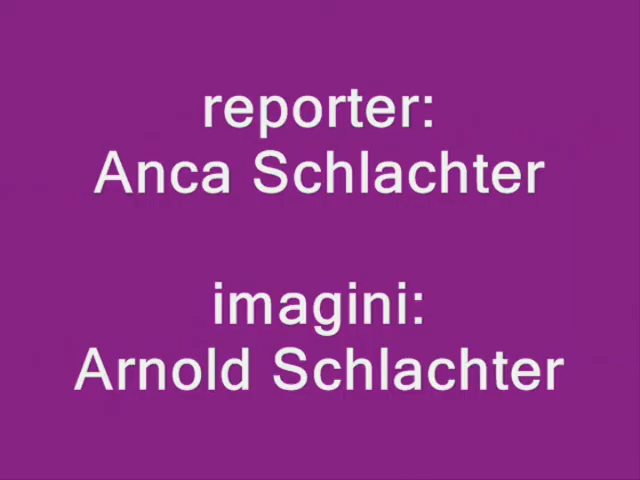 reporter:
Anca Schlachter
imagini:
Arnold Schlachter